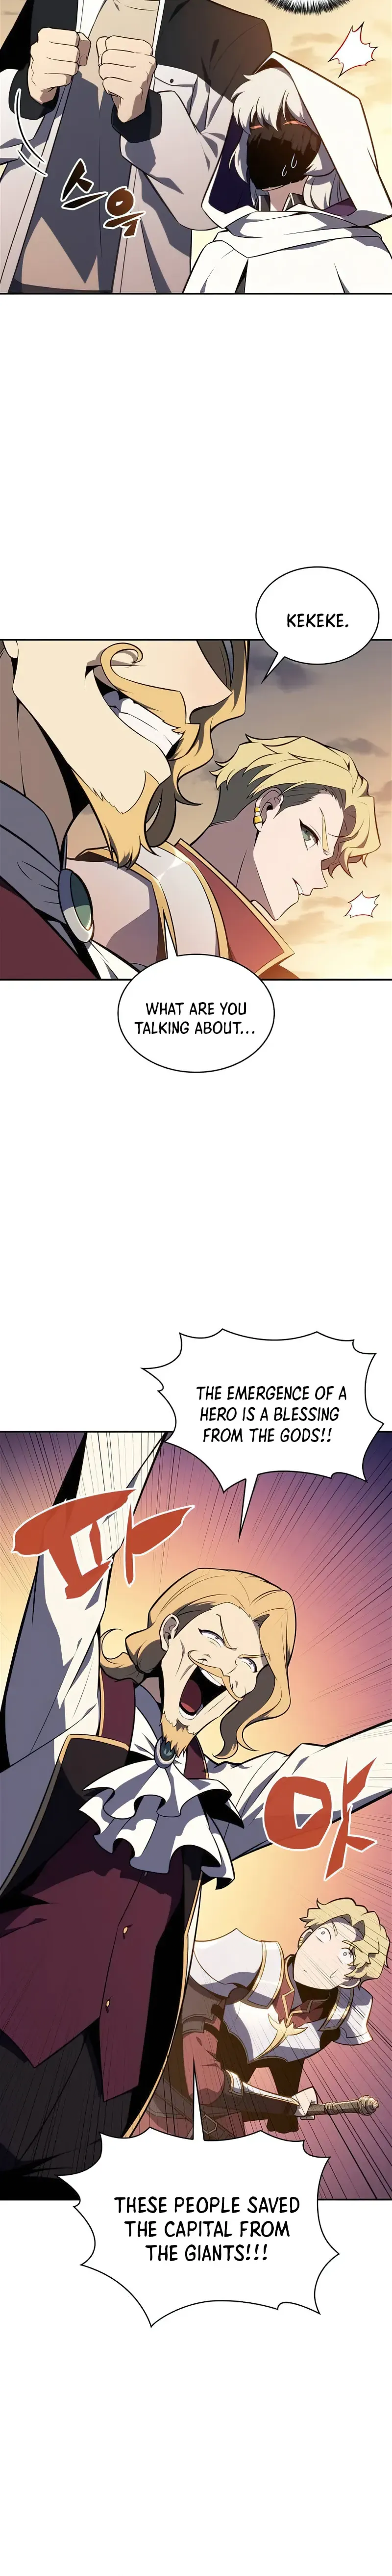 스윽
KEKEKE.
WHAT ARE YOU
TALKING ABOUT...
THE EMERGENCE OF A
HERO IS A BLESSING
FROM THE GODS!!
파
앗
THESE PEOPLE SAVED
THE CAPITAL FROM
THE GIANTS!!!